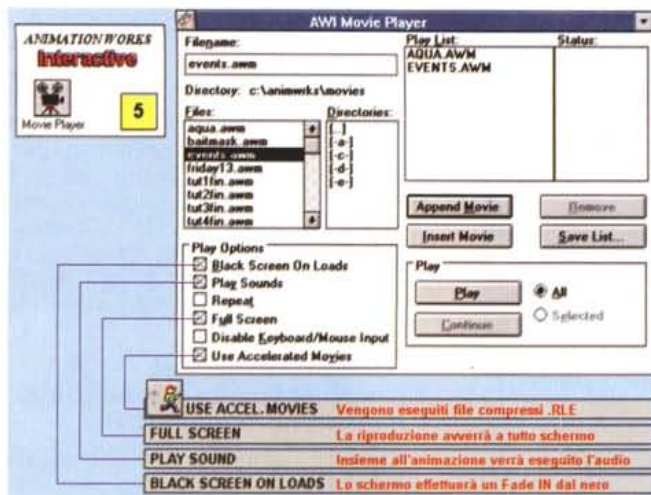 ANIMATION WORKS
Interactive
Movie Player
5
AWI Movie Player
Filename:
events.awm
Directory: c:\animwrks\movies
Files:
aqua.awm
baitmask.awm
events.awm
friday13.awm
tut1fin.awm
tut2fin.awm
tut3fin.awm
tut4fin.awm
Directories:
[..]
[-a-]
[-c-]
[-d-]
[-e-]
Play List:
AQUA.AWM
EVENTS.AWM
Status:
Append Movie
Remove
Insert Movie
Save List...
Play Options
Black Screen On Loads
Play Sounds
Repeat
Full Screen
Disable Keyboard/Mouse Input
Use Accelerated Movies
Play
Play
All
Continue
Selected
USE ACCEL. MOVIES Vengono eseguiti file compressi .RLE
FULL SCREEN La riproduzione avverrà a tutto schermo
PLAY SOUND Insieme all'animazione verrà eseguito l'audio
BLACK SCREEN ON LOADS Lo schermo effettuerà un Fade IN dal nero